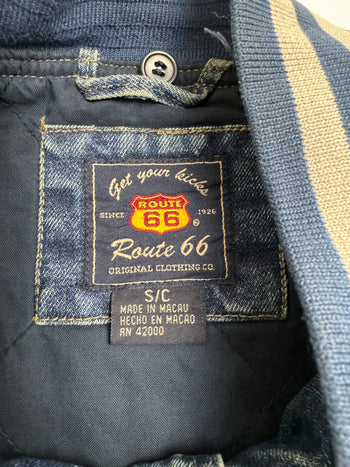 Get your kicks
ROUTE
SINCE 66 1926
Route 66
ORIGINAL CLOTHING CO.
S/C
MADE IN MACAU
HECHO EN MACAO
RN 42000